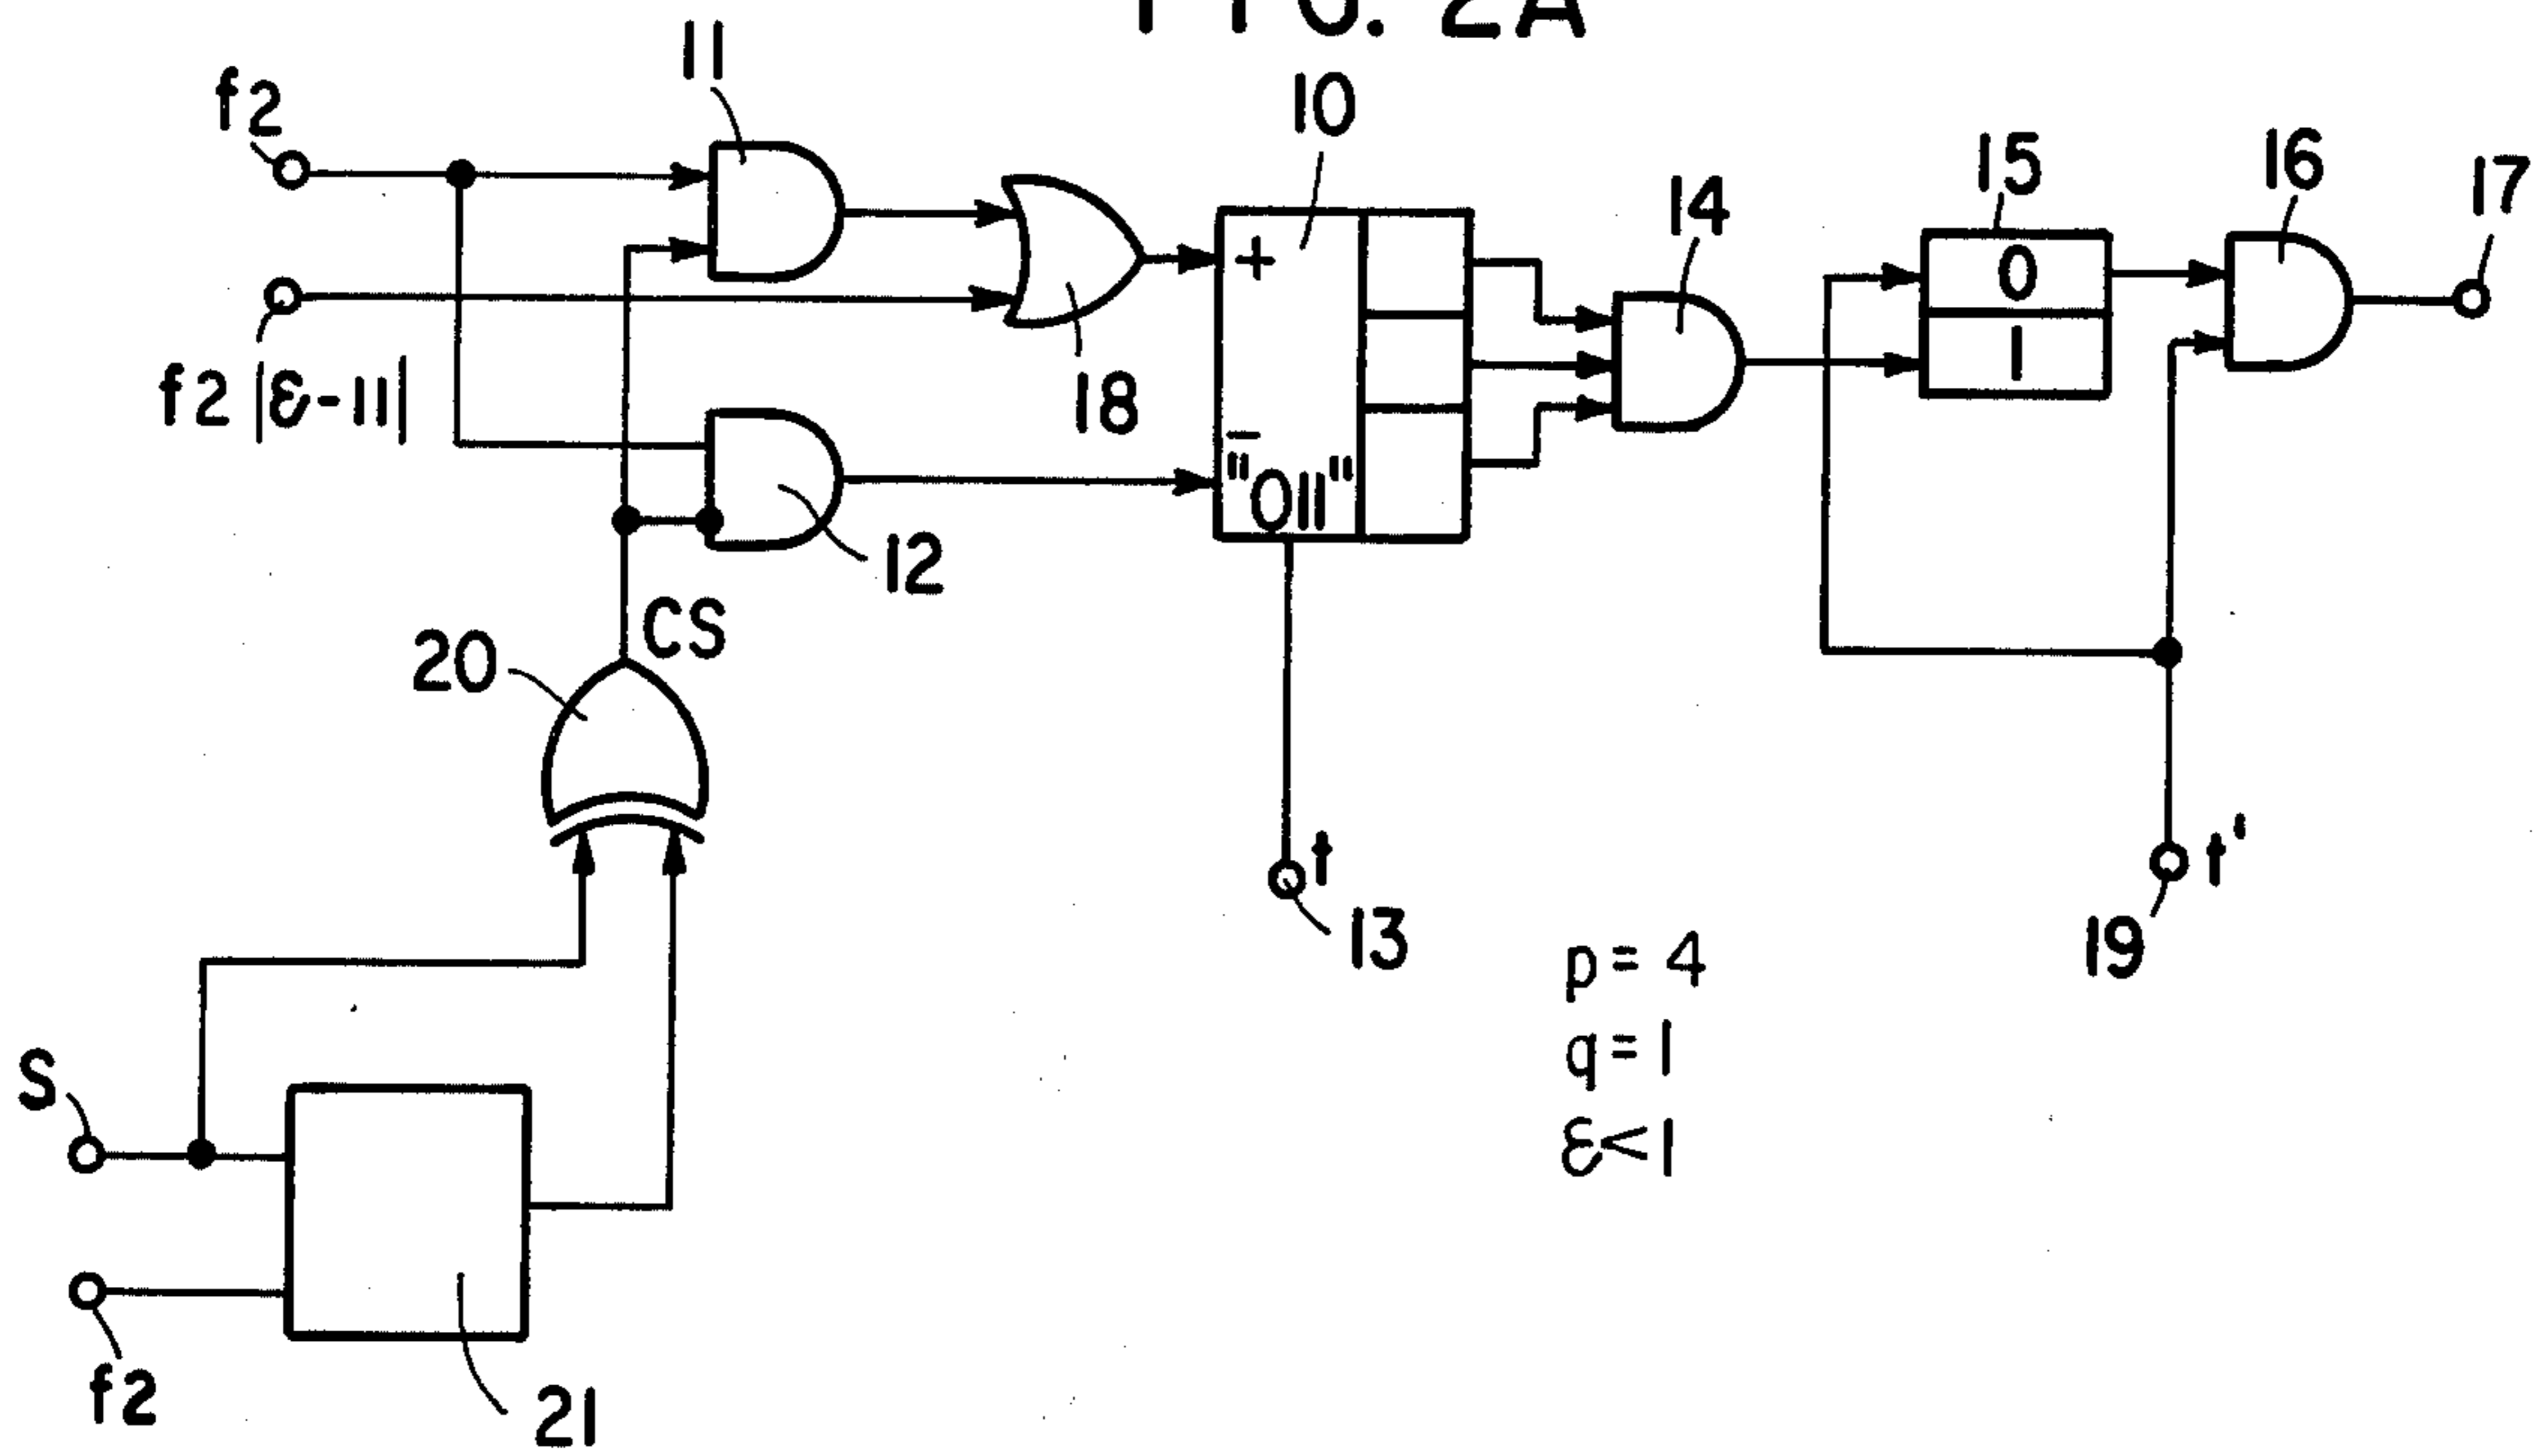 FIG. 2A
11
f2
10
15
16
17
14
+
0
1
f2 |ε-1|
18
-
"011"
12
CS
20
t
13
t'
19
p = 4
q = 1
ε<1
S
f2
21